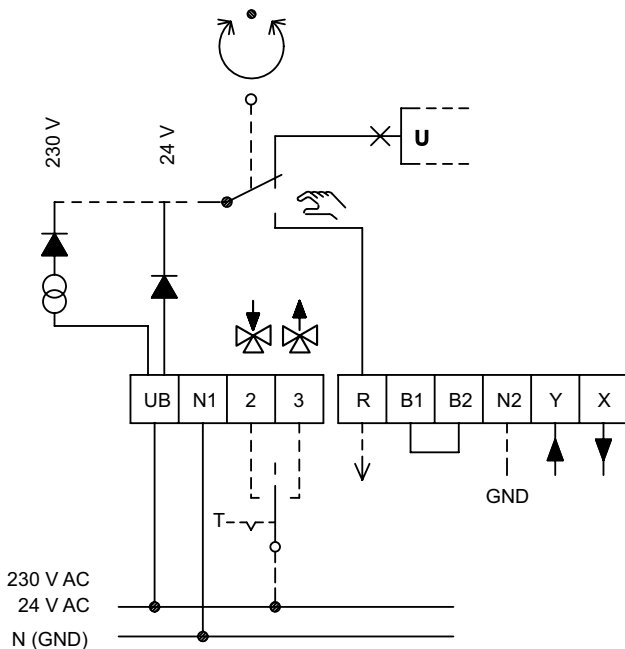 230 V
24 V
U
UB N1 2 3 R B1 B2 N2 Y X
GND
T
230 V AC
24 V AC
N (GND)